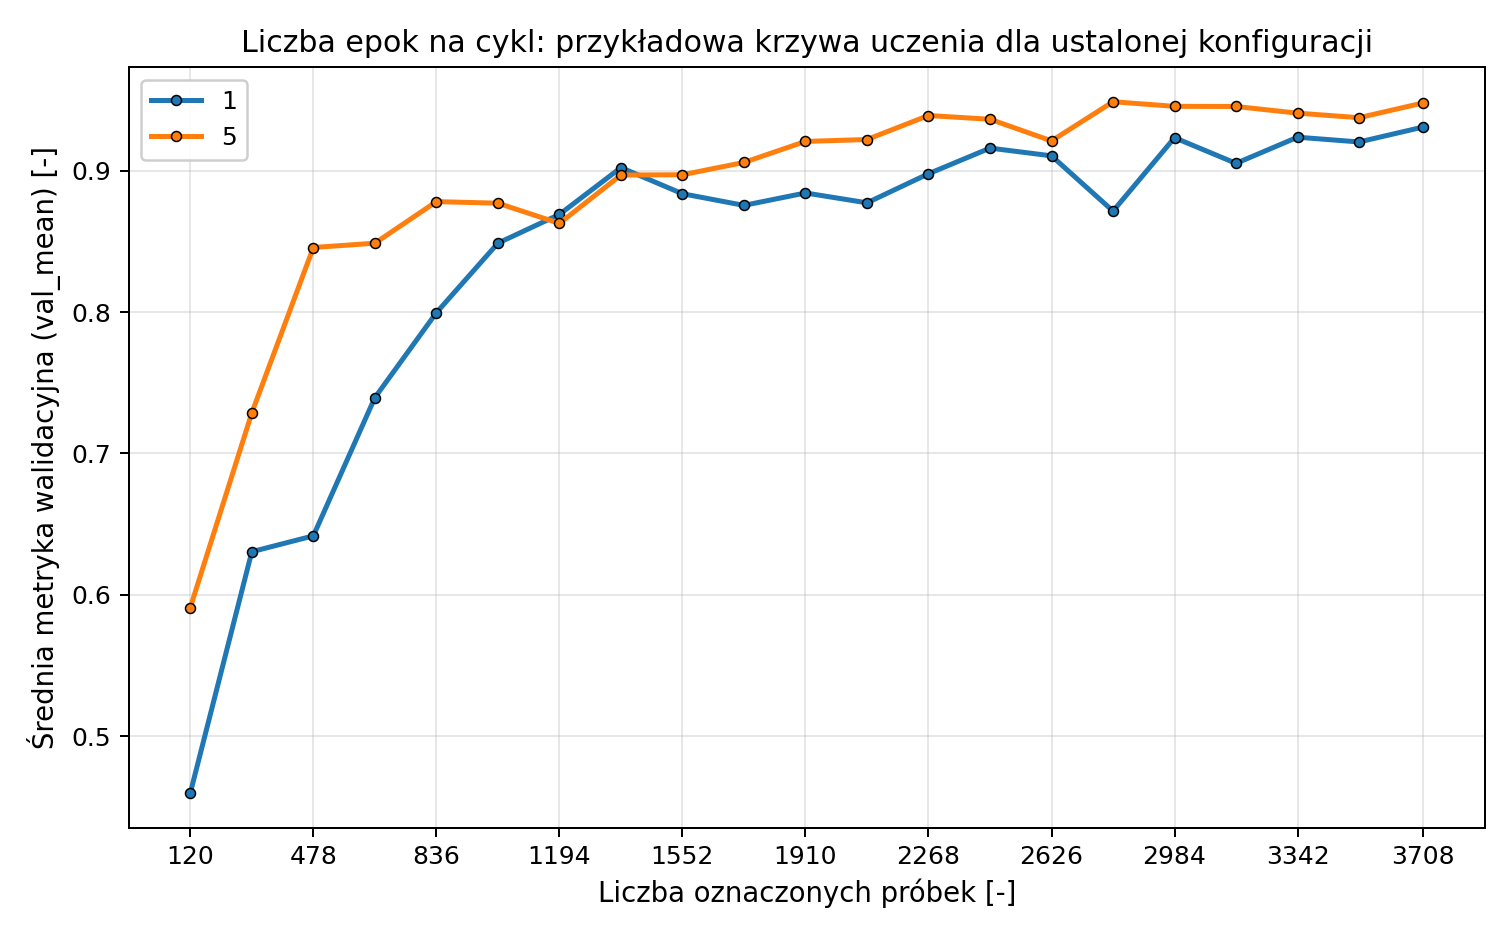 Liczba epok na cykl: przykładowa krzywa uczenia dla ustalonej konfiguracji
1
5
Średnia metryka walidacyjna (val_mean) [-]
0.9
0.8
0.7
0.6
0.5
120 478 836 1194 1552 1910 2268 2626 2984 3342 3708
Liczba oznaczonych próbek [-]